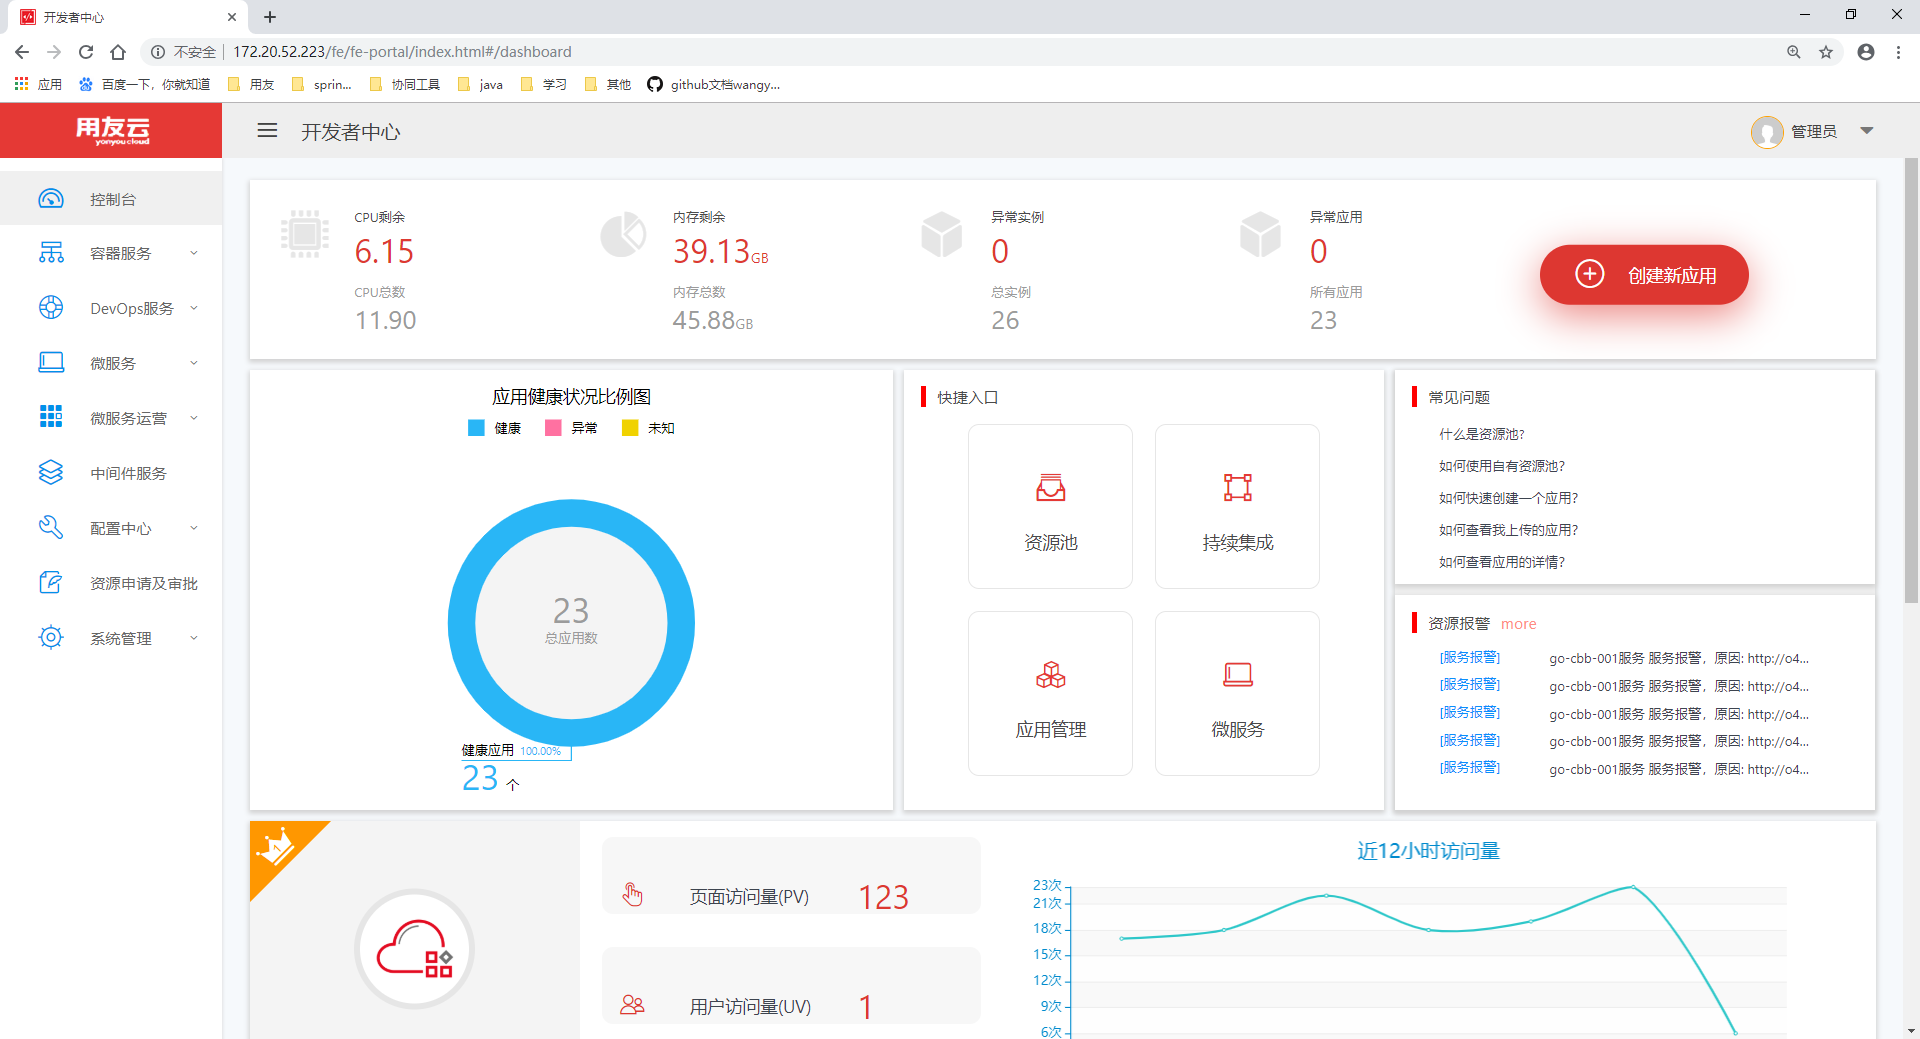 开发者中心
不安全 172.20.52.223/fe/fe-portal/index.html#/dashboard
应用 百度一下，你就知道 用友 sprin... 协同工具 java 学习 其他 github文档wangy...
用友云
yonyou cloud
开发者中心
管理员
控制台
容器服务
DevOps服务
微服务
微服务运营
中间件服务
配置中心
资源申请及审批
系统管理
CPU剩余
6.15
CPU总数
11.90
内存剩余
39.13GB
内存总数
45.88GB
异常实例
0
总实例
26
异常应用
0
所有应用
23
创建新应用
应用健康状况比例图
健康 异常 未知
23
总应用数
健康应用 100.00%
23 个
快捷入口
资源池
持续集成
应用管理
微服务
常见问题
什么是资源池?
如何使用自有资源池?
如何快速创建一个应用?
如何查看我上传的应用?
如何查看应用的详情?
资源报警 more
[服务报警] go-cbb-001服务 服务报警，原因: http://o4...
[服务报警] go-cbb-001服务 服务报警，原因: http://o4...
[服务报警] go-cbb-001服务 服务报警，原因: http://o4...
[服务报警] go-cbb-001服务 服务报警，原因: http://o4...
[服务报警] go-cbb-001服务 服务报警，原因: http://o4...
1
页面访问量(PV) 123
用户访问量(UV) 1
近12小时访问量
23次
21次
18次
15次
12次
9次
6次